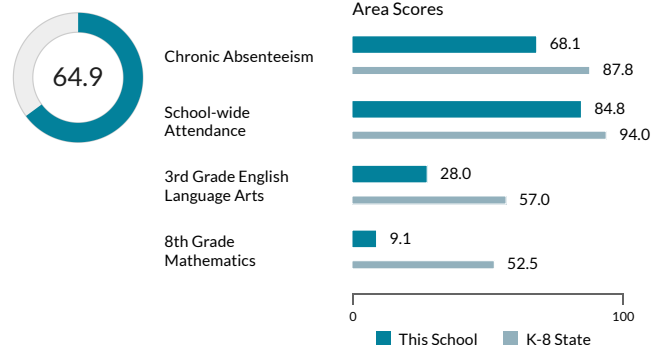 Area Scores
64.9
Chronic Absenteeism
68.1
87.8
School-wide
Attendance
84.8
94.0
3rd Grade English
Language Arts
28.0
57.0
8th Grade
Mathematics
9.1
52.5
0
100
This School
K-8 State